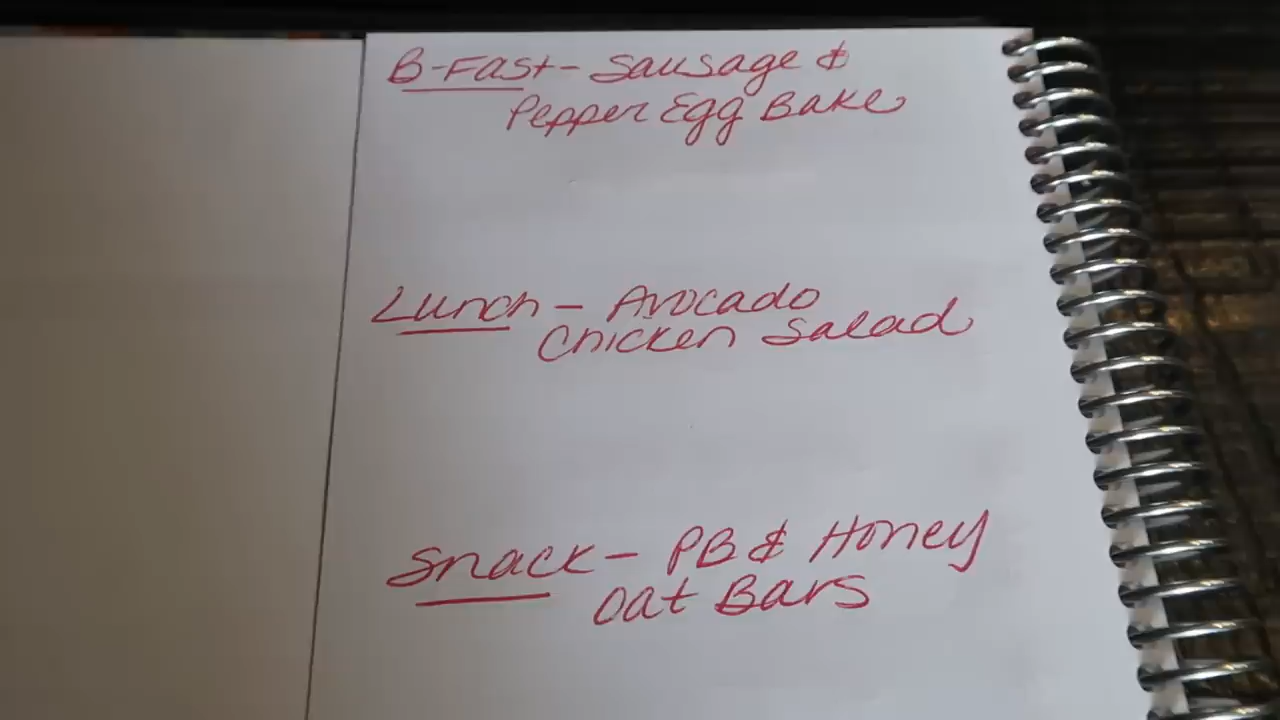 B-Fast - Sausage &
Pepper Egg Bake
Lunch - Avocado
Chicken Salad
Snack - PB & Honey
Oat Bars